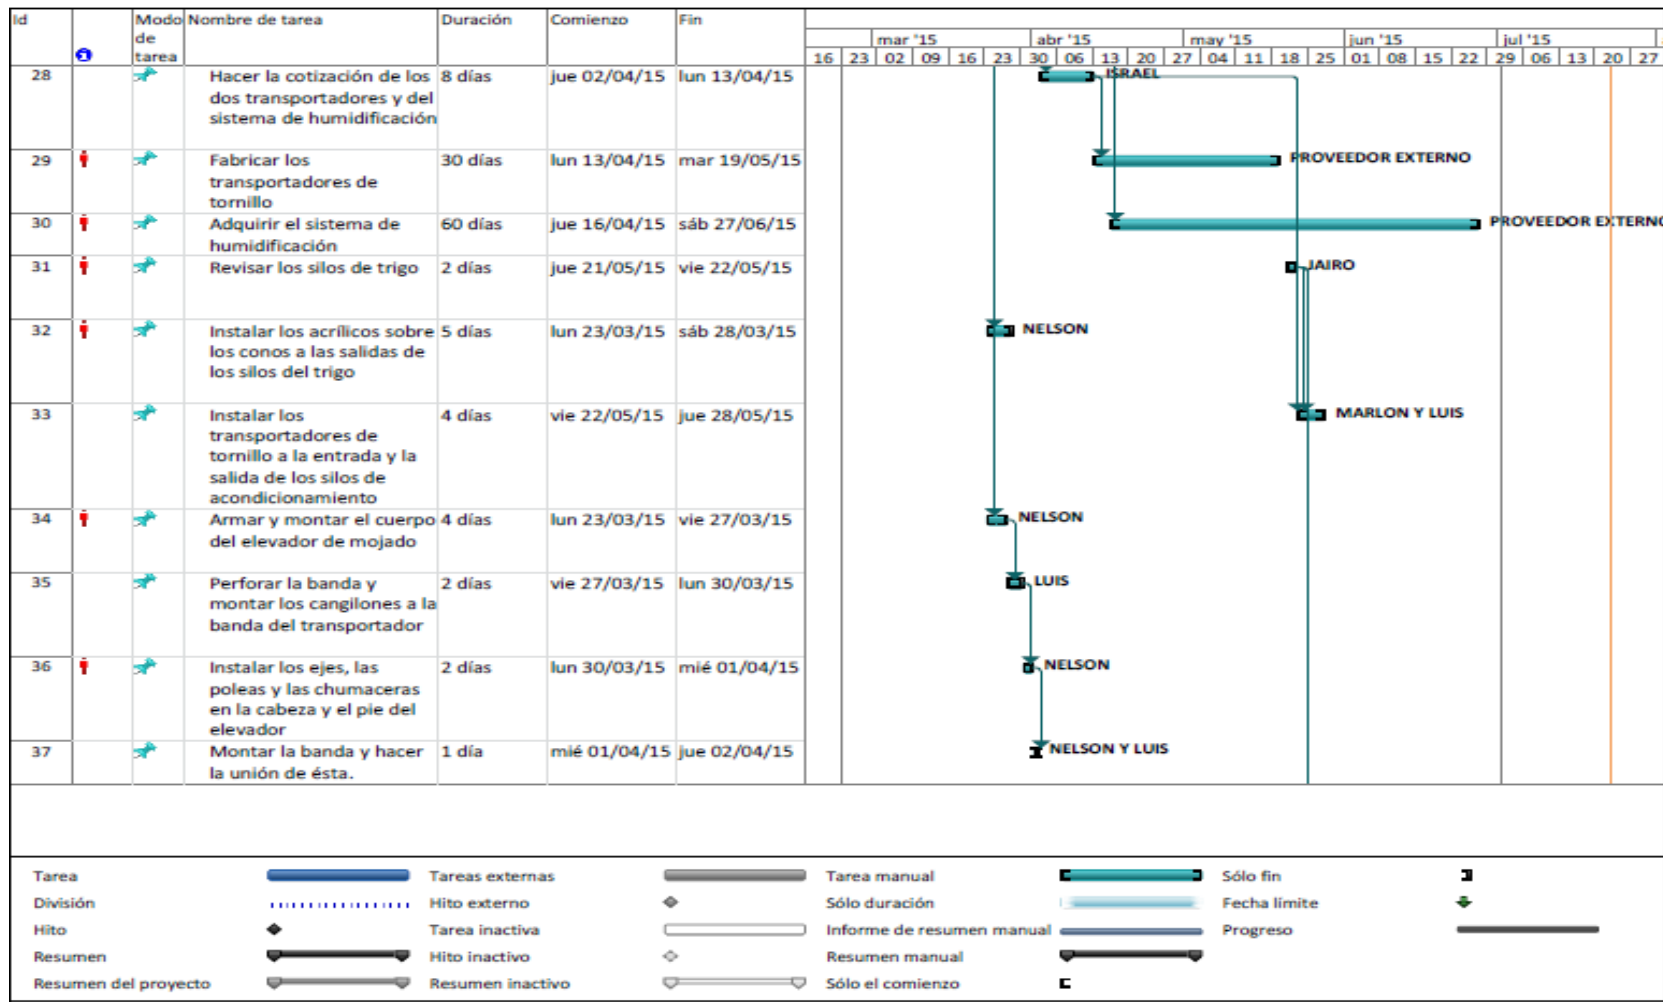 Id Modo Nombre de tarea Duración Comienzo Fin
de
tarea
mar '15 abr '15 may '15 jun '15 jul '15
16 23 02 09 16 23 30 06 13 20 27 04 11 18 25 01 08 15 22 29 06 13 20 27
28 Hacer la cotización de los 8 días jue 02/04/15 lun 13/04/15 ISRAEL
dos transportadores y del
sistema de humidificación
29 Fabricar los 30 días lun 13/04/15 mar 19/05/15 PROVEEDOR EXTERNO
transportadores de
tornillo
30 Adquirir el sistema de 60 días jue 16/04/15 sáb 27/06/15 PROVEEDOR EXTERNO
humidificación
31 Revisar los silos de trigo 2 días jue 21/05/15 vie 22/05/15 JAIRO
32 Instalar los acrílicos sobre 5 días lun 23/03/15 sáb 28/03/15 NELSON
los conos a las salidas de
los silos del trigo
33 Instalar los 4 días vie 22/05/15 jue 28/05/15 MARLON Y LUIS
transportadores de
tornillo a la entrada y la
salida de los silos de
acondicionamiento
34 Armar y montar el cuerpo 4 días lun 23/03/15 vie 27/03/15 NELSON
del elevador de mojado
35 Perforar la banda y 2 días vie 27/03/15 lun 30/03/15 LUIS
montar los cangilones a la
banda del transportador
36 Instalar los ejes, las 2 días lun 30/03/15 mié 01/04/15 NELSON
poleas y las chumaceras
en la cabeza y el pie del
elevador
37 Montar la banda y hacer 1 día mié 01/04/15 jue 02/04/15 NELSON Y LUIS
la unión de ésta.
Tarea Tareas externas Tarea manual Sólo fin
División Hito externo Sólo duración Fecha límite
Hito Tarea inactiva Informe de resumen manual Progreso
Resumen Hito inactivo Resumen manual
Resumen del proyecto Resumen inactivo Sólo el comienzo